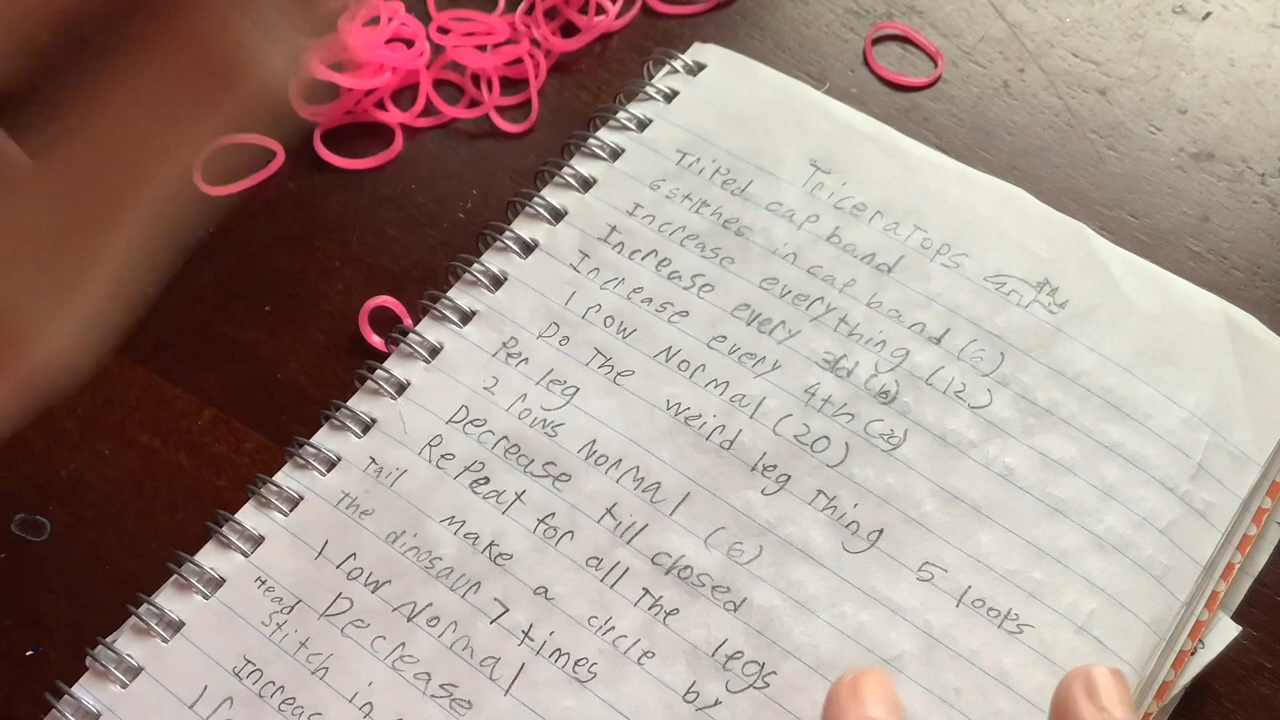 Triceratops
Triped cap band
6 stitches in cap band (6)
Increase everything (12)
Increase every 3rd (16)
Increase every 4th (20)
1 row Normal (20)
Do The weird leg Thing 5 loops
Per leg
2 rows Normal (6)
Decrease till closed
RePeat for all The legs
Tail Make a circle by
The dinosaur 7 times
1 row Normal
Decrease
Head
Stitch in
Increas